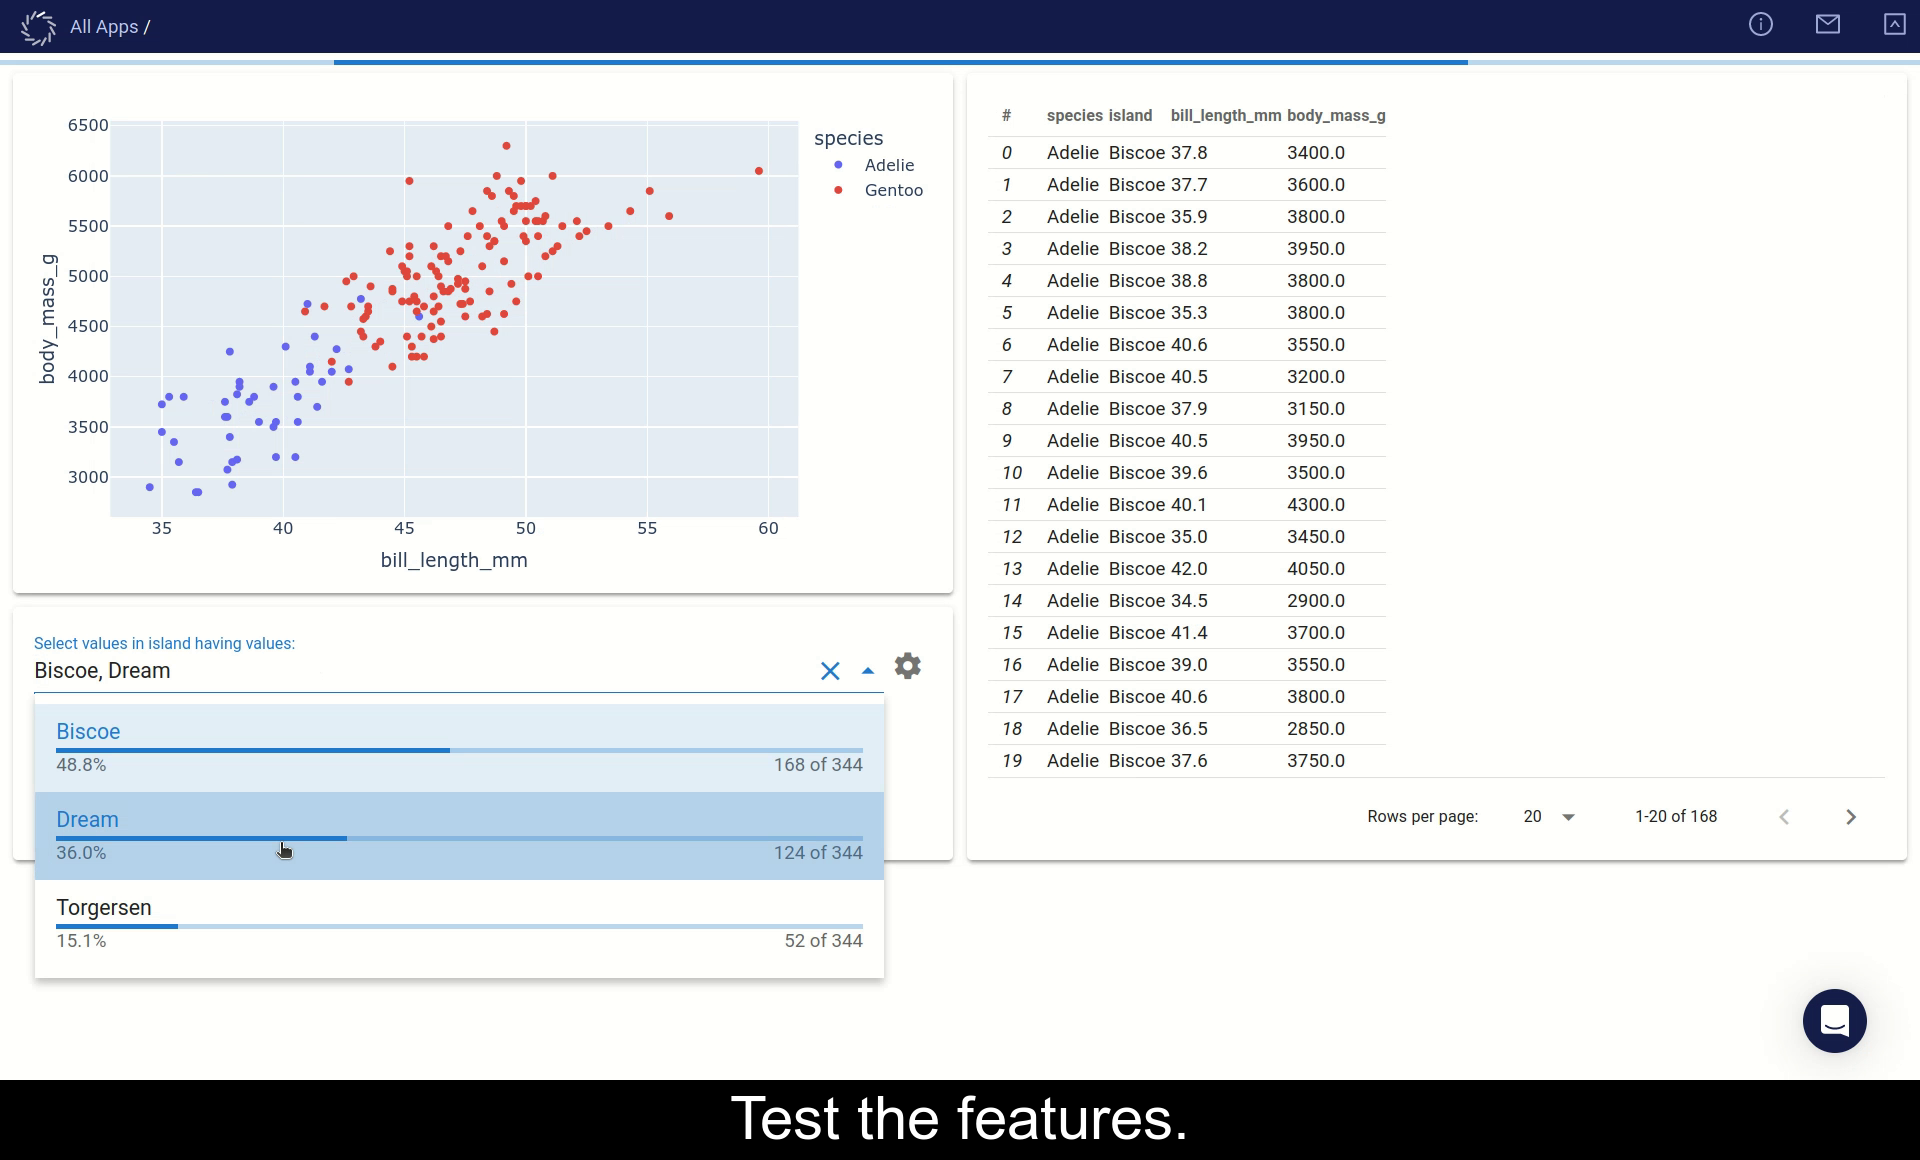 All Apps /
6500
6000
5500
5000
4500
4000
3500
3000
body_mass_g
35 40 45 50 55 60
bill_length_mm
species
Adelie
Gentoo
# species island bill_length_mm body_mass_g
0 Adelie Biscoe 37.8 3400.0
1 Adelie Biscoe 37.7 3600.0
2 Adelie Biscoe 35.9 3800.0
3 Adelie Biscoe 38.2 3950.0
4 Adelie Biscoe 38.8 3800.0
5 Adelie Biscoe 35.3 3800.0
6 Adelie Biscoe 40.6 3550.0
7 Adelie Biscoe 40.5 3200.0
8 Adelie Biscoe 37.9 3150.0
9 Adelie Biscoe 40.5 3950.0
10 Adelie Biscoe 39.6 3500.0
11 Adelie Biscoe 40.1 4300.0
12 Adelie Biscoe 35.0 3450.0
13 Adelie Biscoe 42.0 4050.0
14 Adelie Biscoe 34.5 2900.0
15 Adelie Biscoe 41.4 3700.0
16 Adelie Biscoe 39.0 3550.0
17 Adelie Biscoe 40.6 3800.0
18 Adelie Biscoe 36.5 2850.0
19 Adelie Biscoe 37.6 3750.0
Rows per page: 20 1-20 of 168
Select values in island having values:
Biscoe, Dream
Biscoe
48.8% 168 of 344
Dream
36.0% 124 of 344
Torgersen
15.1% 52 of 344
Test the features.